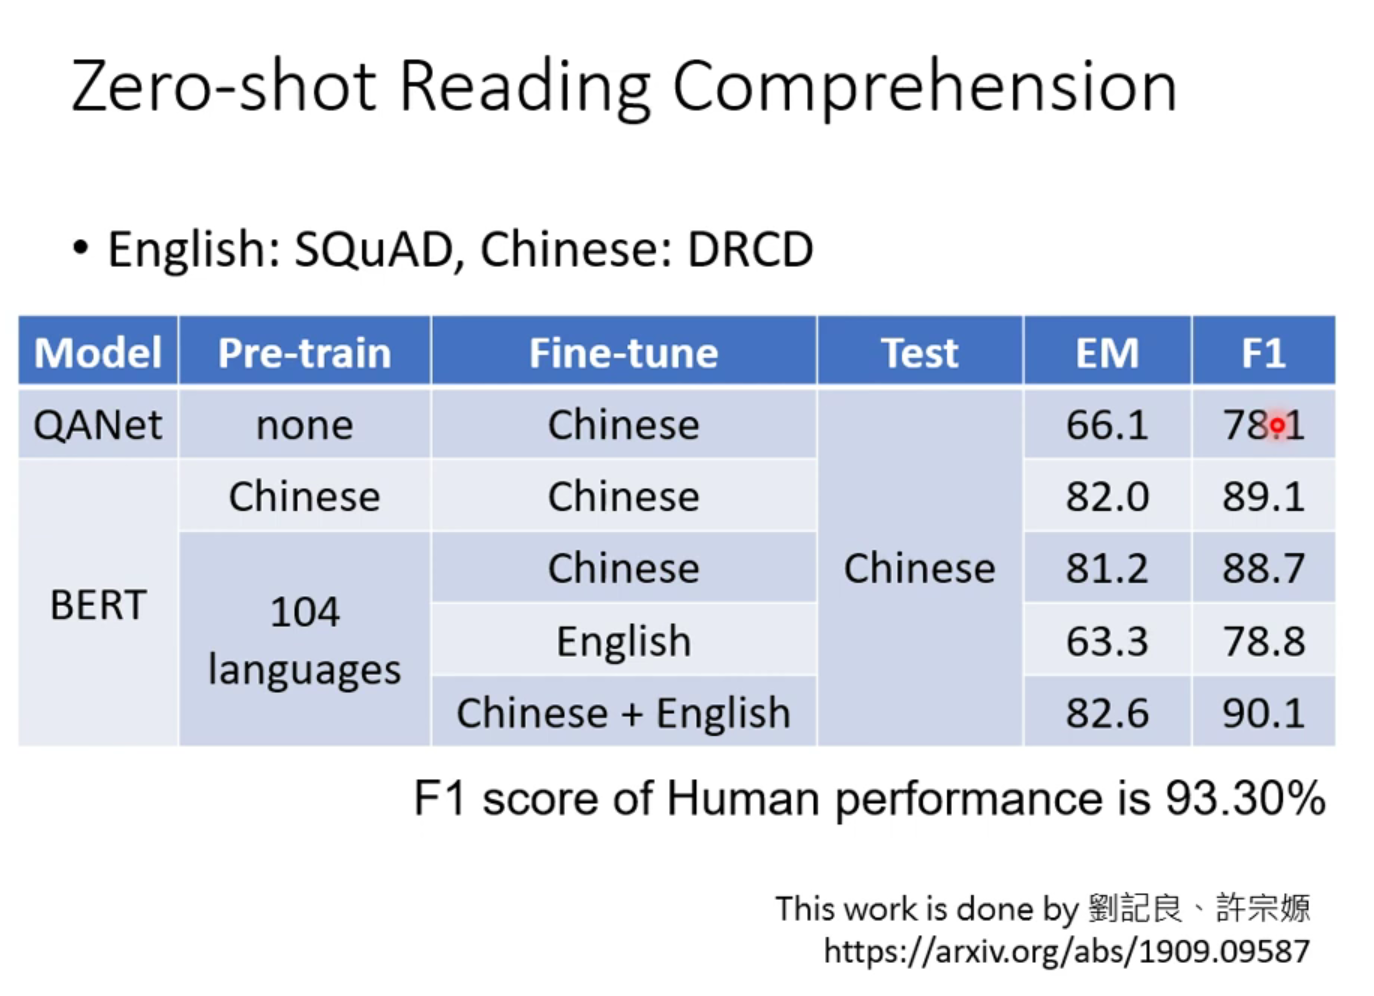 Zero-shot Reading Comprehension
• English: SQuAD, Chinese: DRCD
Model Pre-train Fine-tune Test EM F1
QANet none Chinese Chinese 66.1 78.1
BERT Chinese Chinese 82.0 89.1
104 languages Chinese 81.2 88.7
English 63.3 78.8
Chinese + English 82.6 90.1
F1 score of Human performance is 93.30%
This work is done by 劉記良、許宗嫄
https://arxiv.org/abs/1909.09587